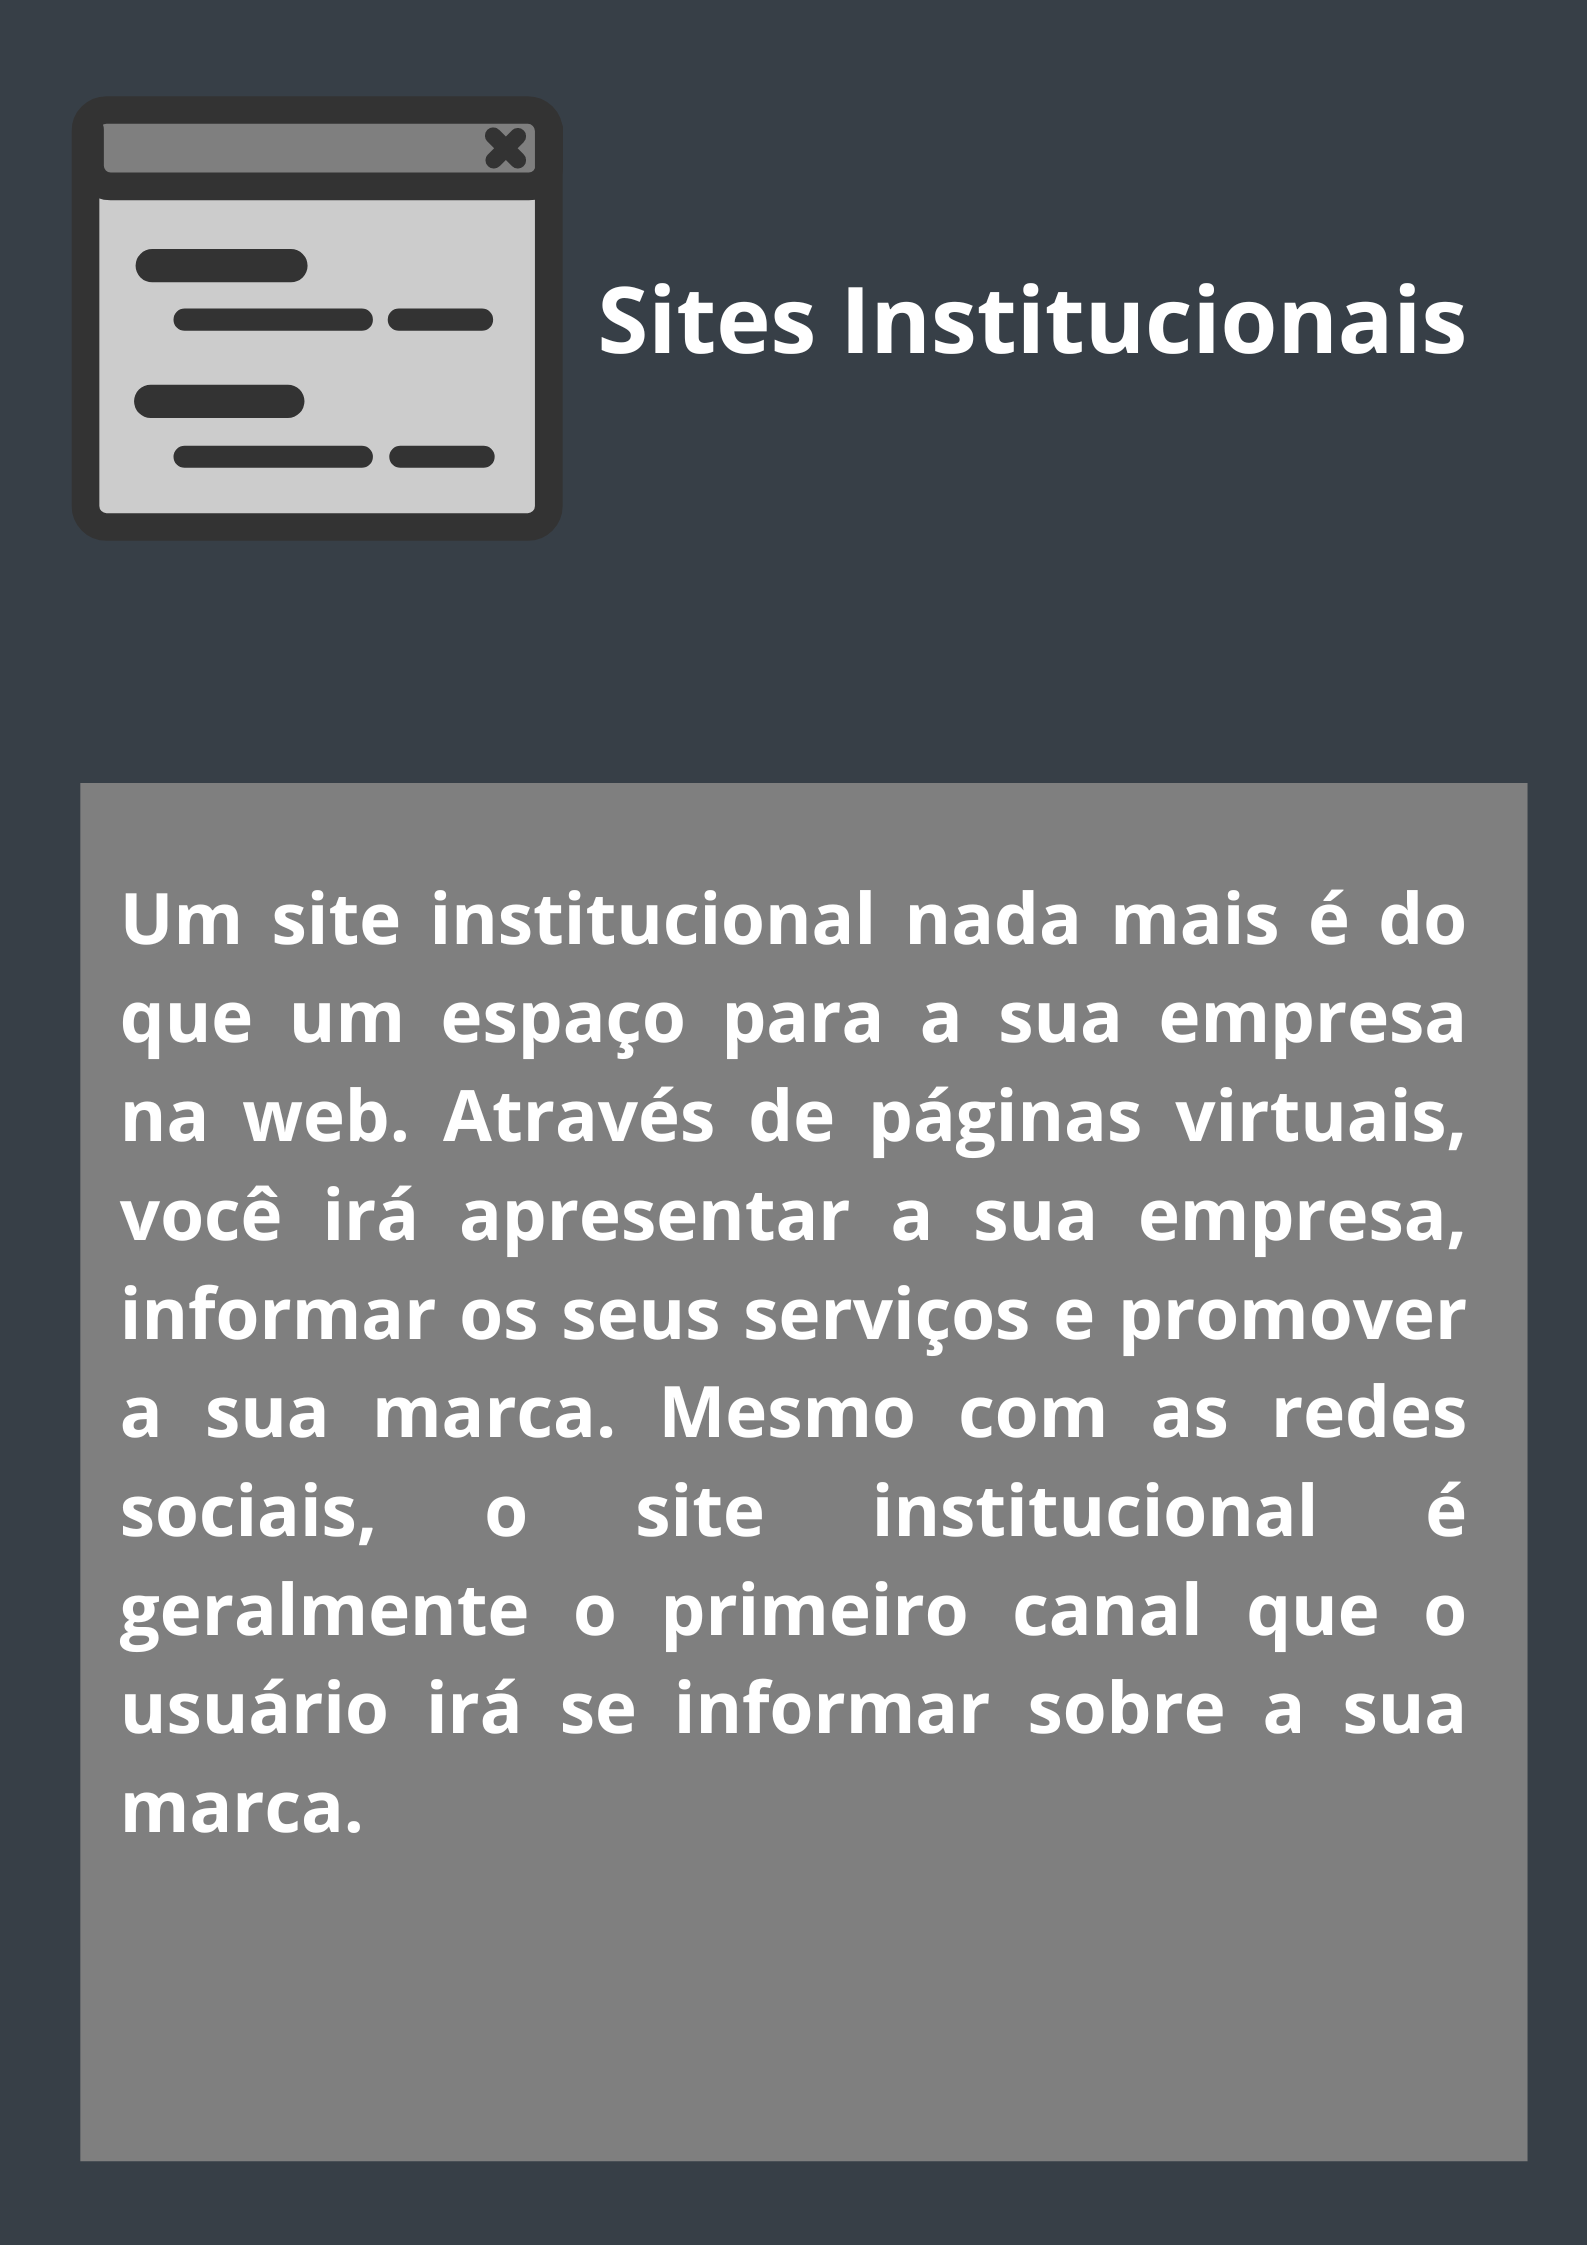 Sites Institucionais
Um site institucional nada mais é do
que um espaço para a sua empresa
na web. Através de páginas virtuais,
você irá apresentar a sua empresa,
informar os seus serviços e promover
a sua marca. Mesmo com as redes
sociais, o site institucional é
geralmente o primeiro canal que o
usuário irá se informar sobre a sua
marca.